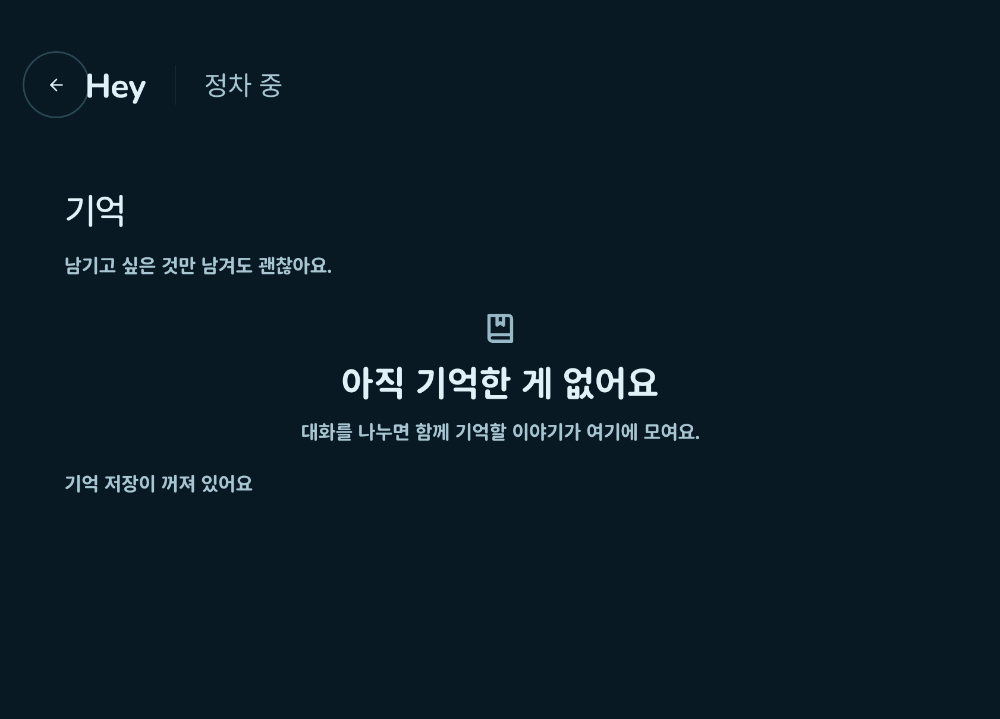 Hey 정차 중
기억
남기고 싶은 것만 남겨도 괜찮아요.
아직 기억한 게 없어요
대화를 나누면 함께 기억할 이야기가 여기에 모여요.
기억 저장이 꺼져 있어요